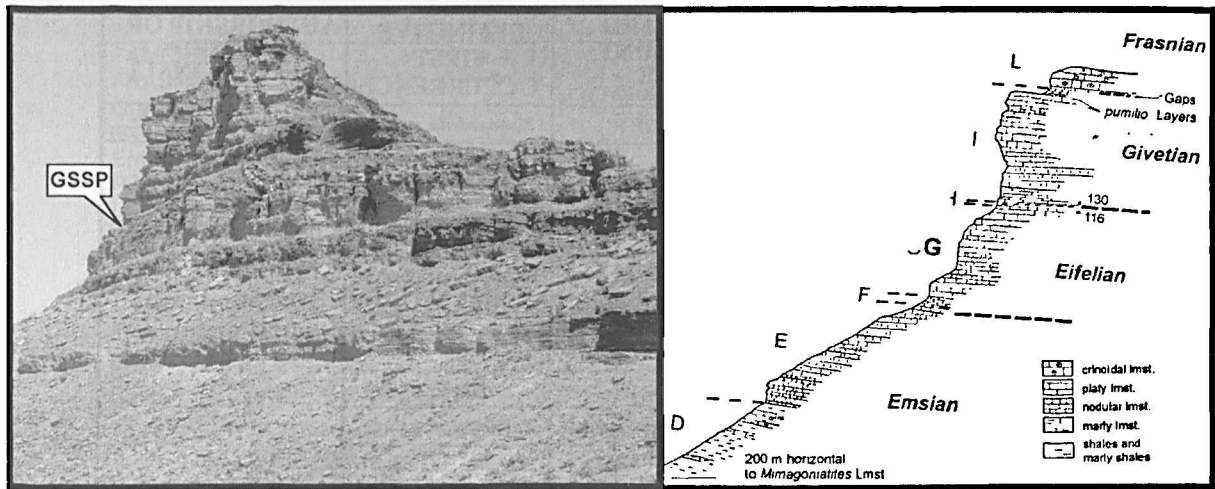 GSSP
Frasnian
L
Gaps
pumilio Layers
I
Givetian
130
116
G
Eifelian
F
E
Emsian
D
crinoidal lmst.
platy lmst.
nodular lmst.
marly lmst.
shales and
marly shales
200 m horizontal
to Mimagoniatites Lmst